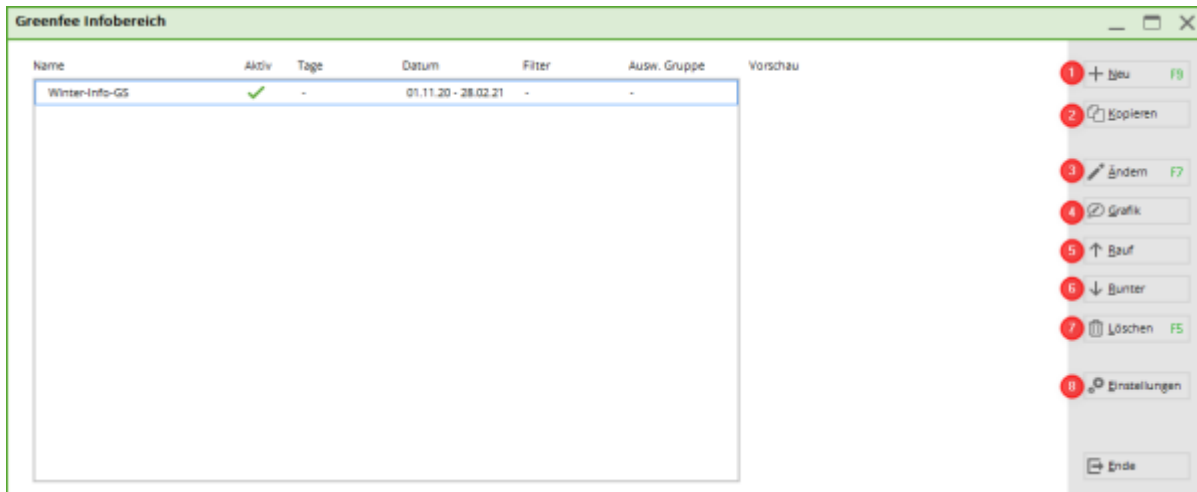 Greenfee Infobereich
Name Aktiv Tage Datum Filter Ausw. Gruppe Vorschau
Winter-Info-GS - 01.11.20 - 28.02.21 - -
1 Neu F9
2 Kopieren
3 Ändern F7
4 Grafik
5 Rauf
6 Runter
7 Löschen F5
8 Einstellungen
Ende